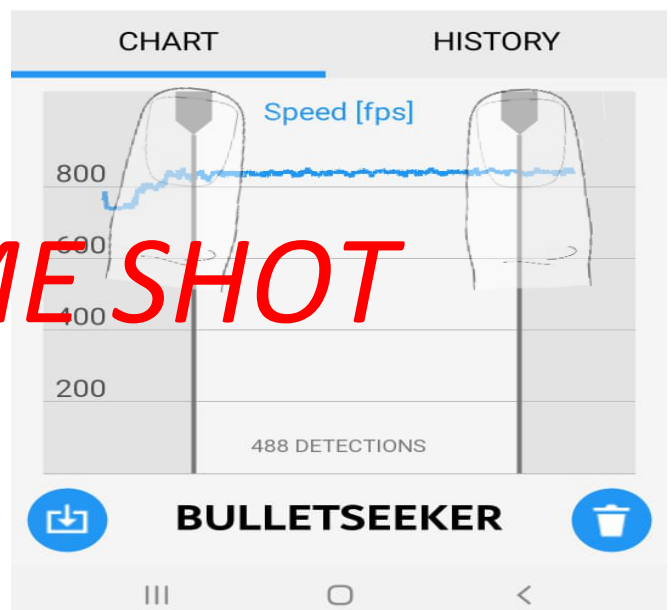 CHART HISTORY
Speed [fps]
800
600
ME SHOT
400
200
488 DETECTIONS
BULLETSEEKER